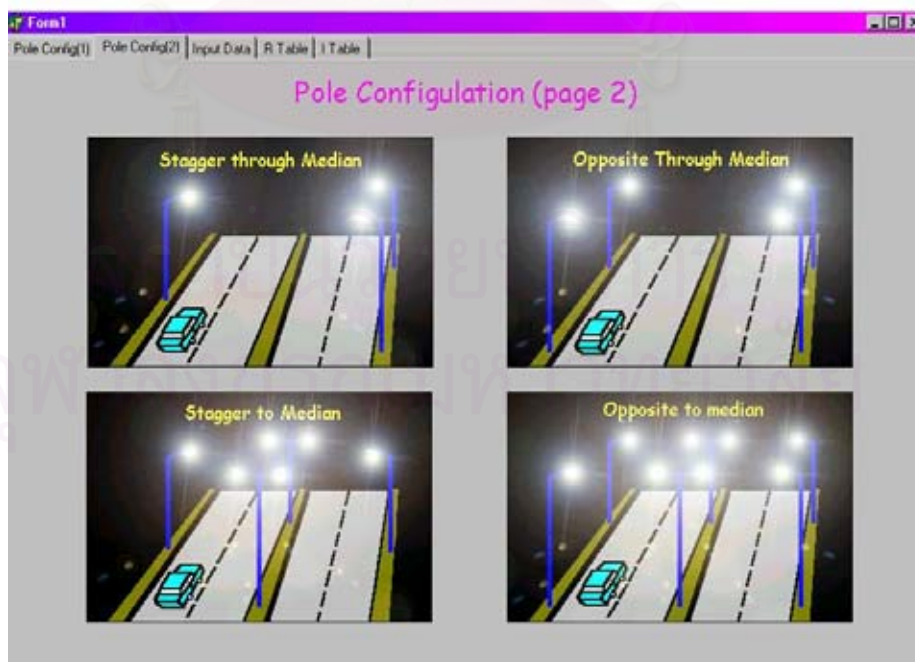 Form1
Pole Config(1) Pole Config(2) Input Data R Table I Table
Pole Configulation (page 2)
Stagger through Median
Opposite Through Median
Stagger to Median
Opposite to median